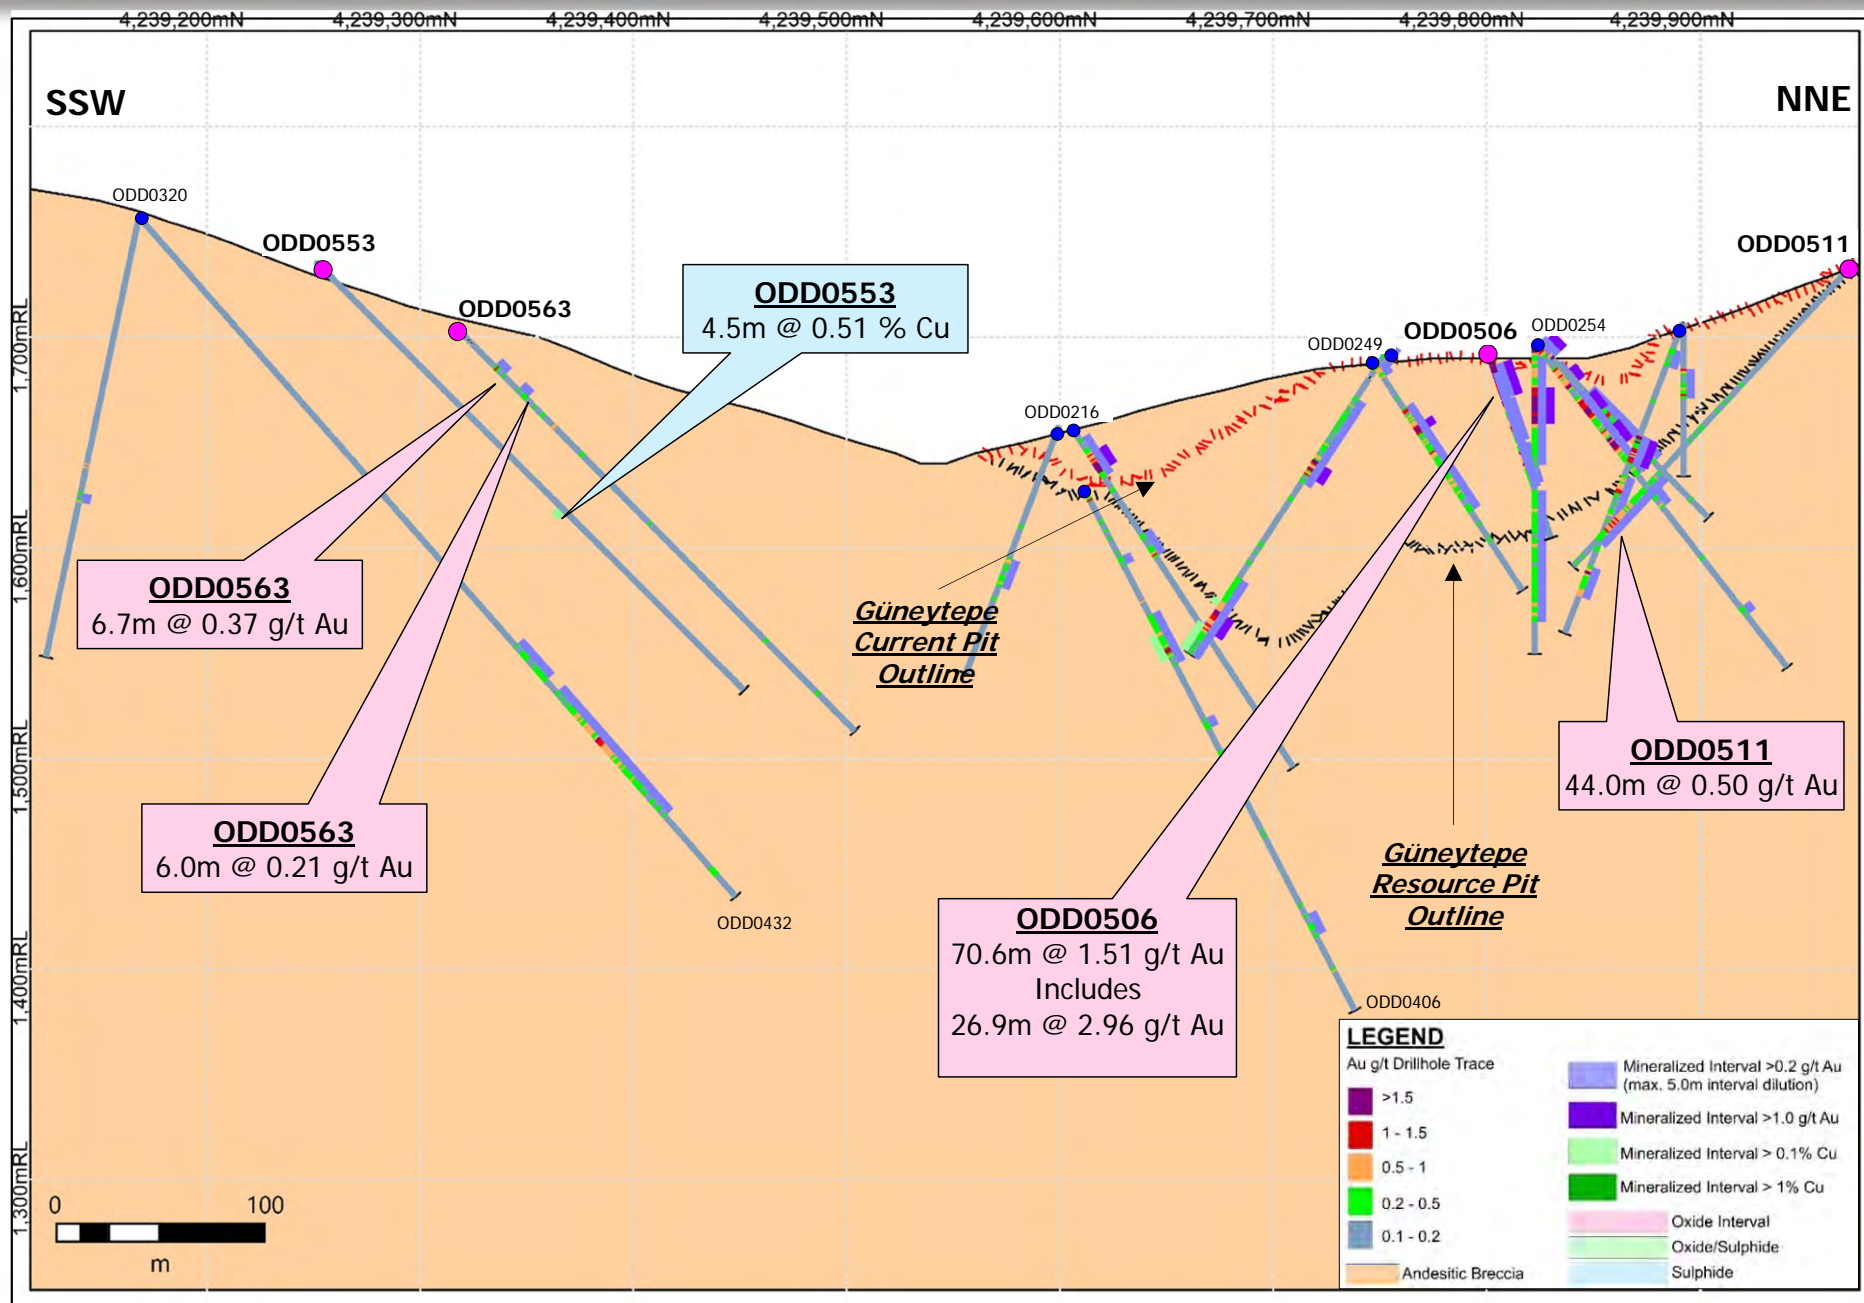 4,239,200mN 4,239,300mN 4,239,400mN 4,239,500mN 4,239,600mN 4,239,700mN 4,239,800mN 4,239,900mN
SSW
NNE
ODD0320
ODD0553
ODD0563
ODD0553
4.5m @ 0.51 % Cu
ODD0216
ODD0249
ODD0506
ODD0254
ODD0511
1,700mRL
1,600mRL
1,500mRL
1,400mRL
1,300mRL
ODD0563
6.7m @ 0.37 g/t Au
ODD0563
6.0m @ 0.21 g/t Au
Güneytepe
Current Pit
Outline
ODD0511
44.0m @ 0.50 g/t Au
Güneytepe
Resource Pit
Outline
ODD0432
ODD0506
70.6m @ 1.51 g/t Au
Includes
26.9m @ 2.96 g/t Au
ODD0406
0 100
m
LEGEND
Au g/t Drillhole Trace
>1.5
1 - 1.5
0.5 - 1
0.2 - 0.5
0.1 - 0.2
Andesitic Breccia
Mineralized Interval >0.2 g/t Au
(max. 5.0m interval dilution)
Mineralized Interval >1.0 g/t Au
Mineralized Interval > 0.1% Cu
Mineralized Interval > 1% Cu
Oxide Interval
Oxide/Sulphide
Sulphide